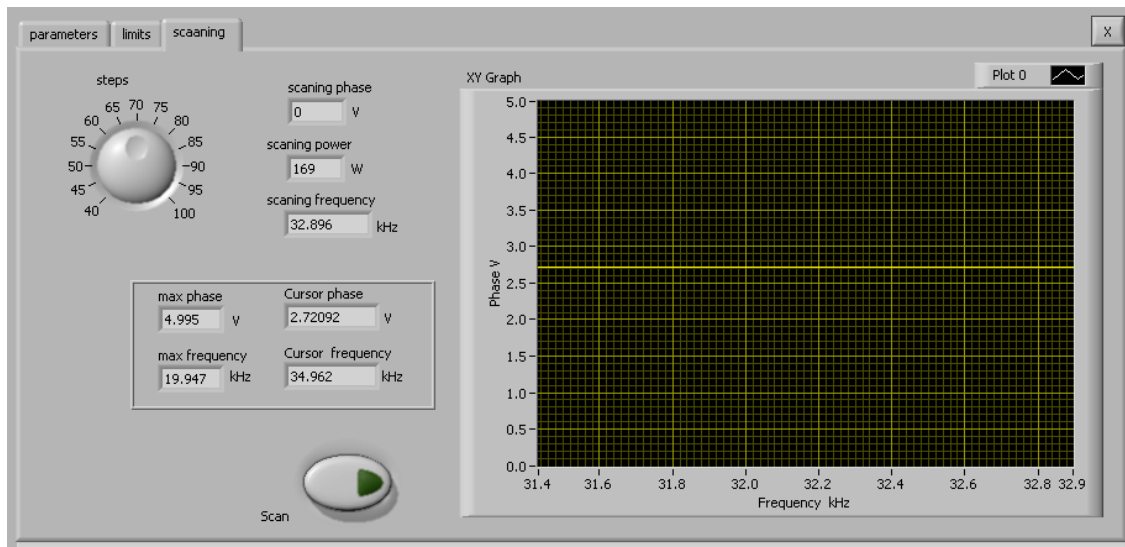 parameters limits scaaning X
steps
40 45 50 55 60 65 70 75 80 85 90 95 100
scaning phase
0 V
scaning power
169 W
scaning frequency
32.896 kHz
max phase
4.995 V
Cursor phase
2.72092 V
max frequency
19.947 kHz
Cursor frequency
34.962 kHz
Scan
XY Graph
Plot 0
Phase V
5.0
4.5
4.0
3.5
3.0
2.5
2.0
1.5
1.0
0.5
0.0
31.4 31.6 31.8 32.0 32.2 32.4 32.6 32.8 32.9
Frequency kHz